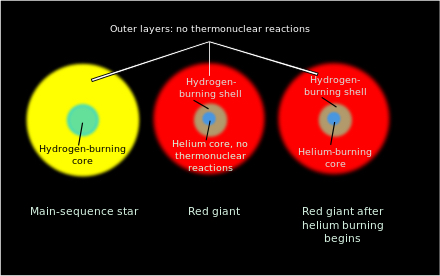 Outer layers: no thermonuclear reactions
Hydrogen-burning
core
Hydrogen-
burning shell
Helium core, no
thermonuclear
reactions
Hydrogen-
burning shell
Helium-burning
core
Main-sequence star
Red giant
Red giant after
helium burning
begins